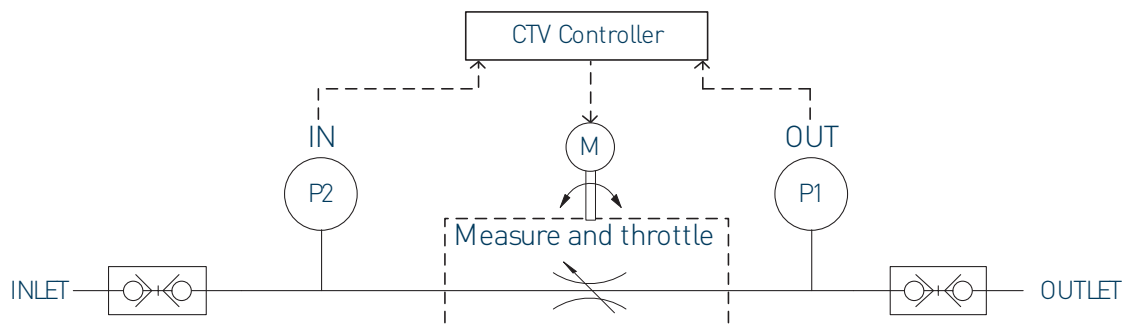 CTV Controller
IN
OUT
M
P2
P1
Measure and throttle
INLET
OUTLET